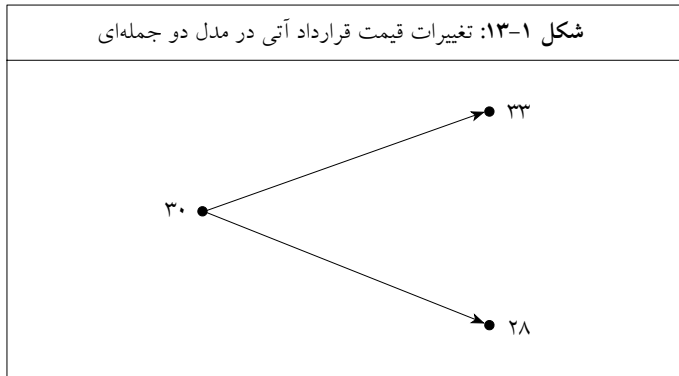 شکل ۱-۱۳: تغییرات قیمت قرارداد آتی در مدل دو جمله‌ای
۳۳
۳۰
۲۸